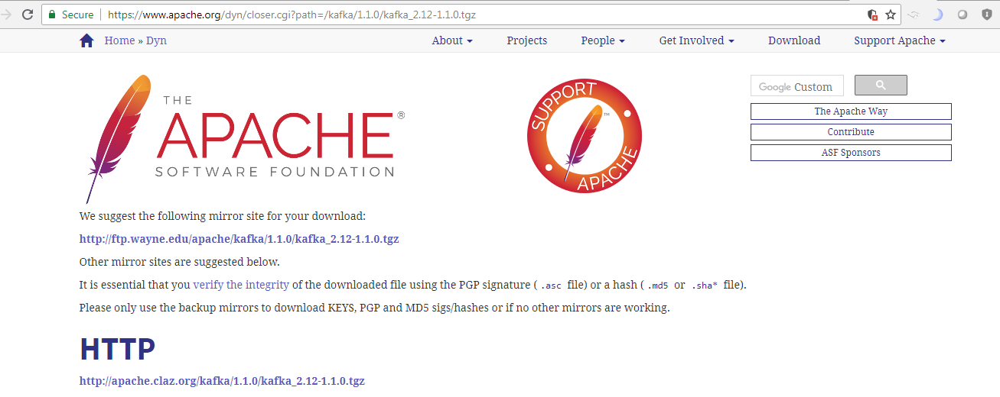 Secure https://www.apache.org/dyn/closer.cgi?path=/kafka/1.1.0/kafka_2.12-1.1.0.tgz
Home » Dyn About Projects People Get Involved Download Support Apache
THE
APACHE®
SOFTWARE FOUNDATION
SUPPORT
™
APACHE
Google Custom
The Apache Way
Contribute
ASF Sponsors
We suggest the following mirror site for your download:
http://ftp.wayne.edu/apache/kafka/1.1.0/kafka_2.12-1.1.0.tgz
Other mirror sites are suggested below.
It is essential that you verify the integrity of the downloaded file using the PGP signature ( .asc file) or a hash ( .md5 or .sha* file).
Please only use the backup mirrors to download KEYS, PGP and MD5 sigs/hashes or if no other mirrors are working.
HTTP
http://apache.claz.org/kafka/1.1.0/kafka_2.12-1.1.0.tgz